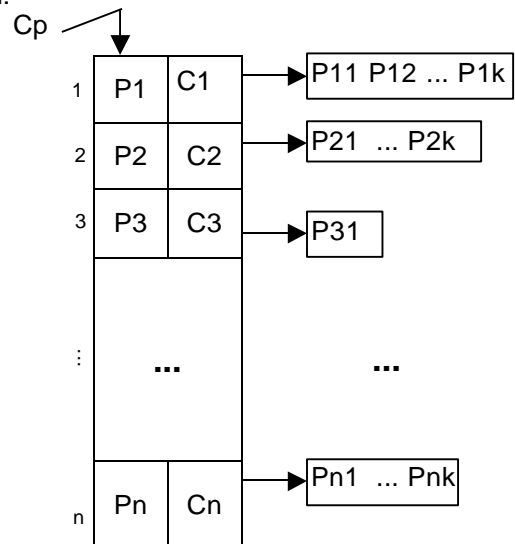 Cp
1 P1 C1 P11 P12 ... P1k
2 P2 C2 P21 ... P2k
3 P3 C3 P31
... ... ...
n Pn Cn Pn1 ... Pnk